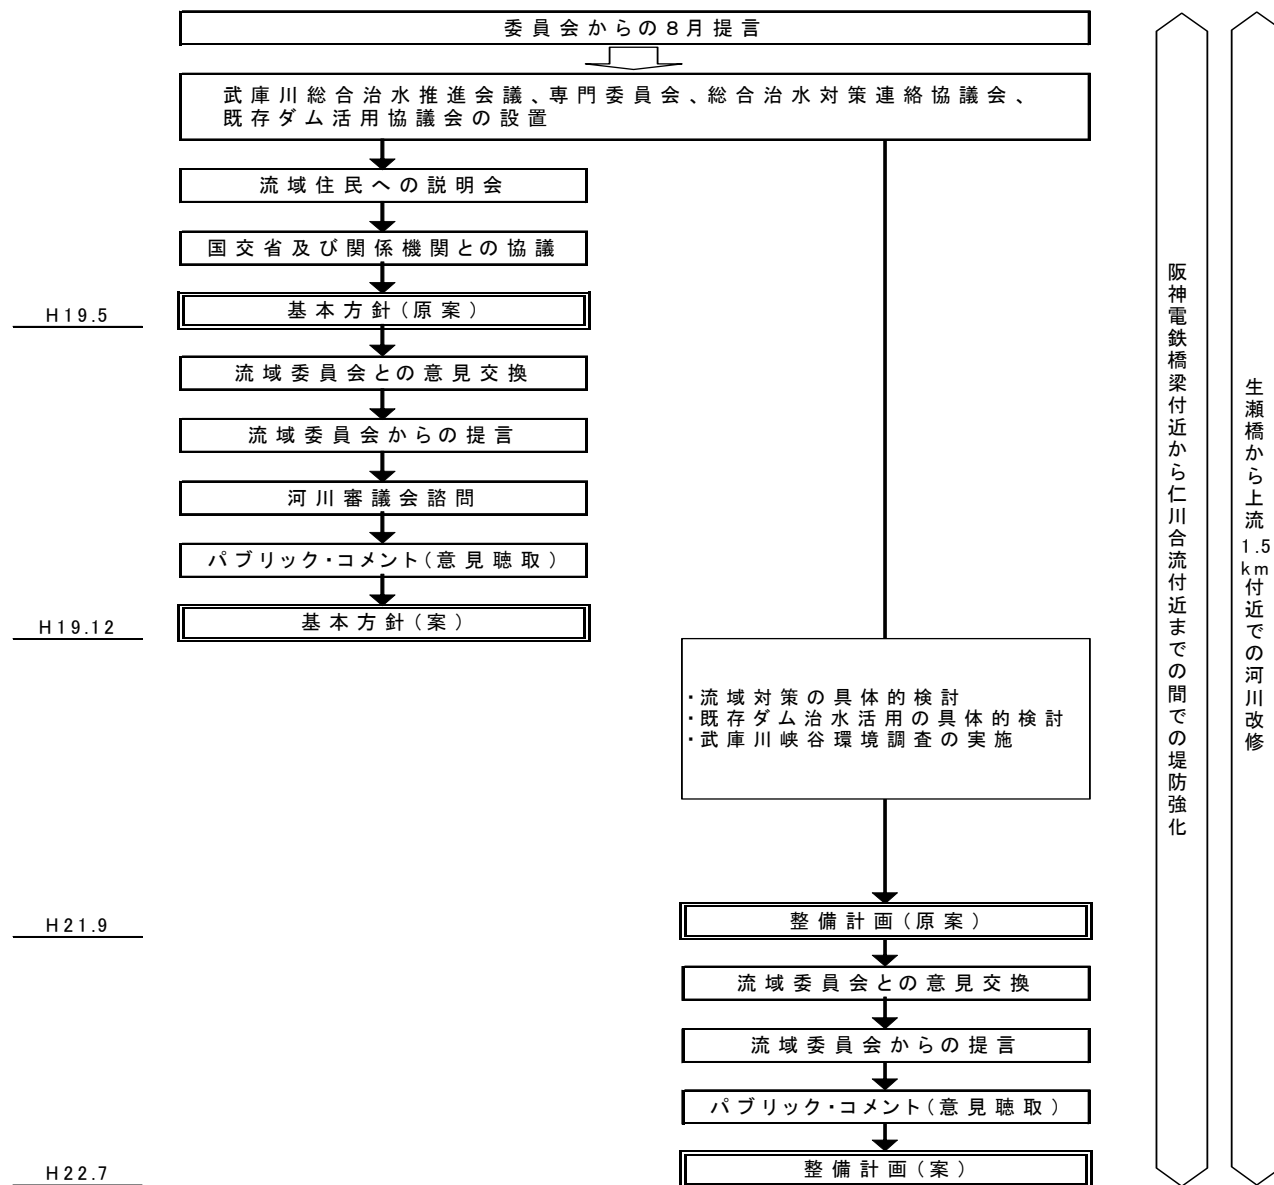 委員会からの8月提言
武庫川総合治水推進会議、専門委員会、総合治水対策連絡協議会、
既存ダム活用協議会の設置
流域住民への説明会
国交省及び関係機関との協議
H19.5
基本方針(原案)
流域委員会との意見交換
流域委員会からの提言
河川審議会諮問
パブリック・コメント(意見聴取)
H19.12
基本方針(案)
・流域対策の具体的検討
・既存ダム治水活用の具体的検討
・武庫川峡谷環境調査の実施
H21.9
整備計画(原案)
流域委員会との意見交換
流域委員会からの提言
パブリック・コメント(意見聴取)
H22.7
整備計画(案)
阪神電鉄橋梁付近から仁川合流付近までの間での堤防強化
生瀬橋から上流1.5km付近での河川改修